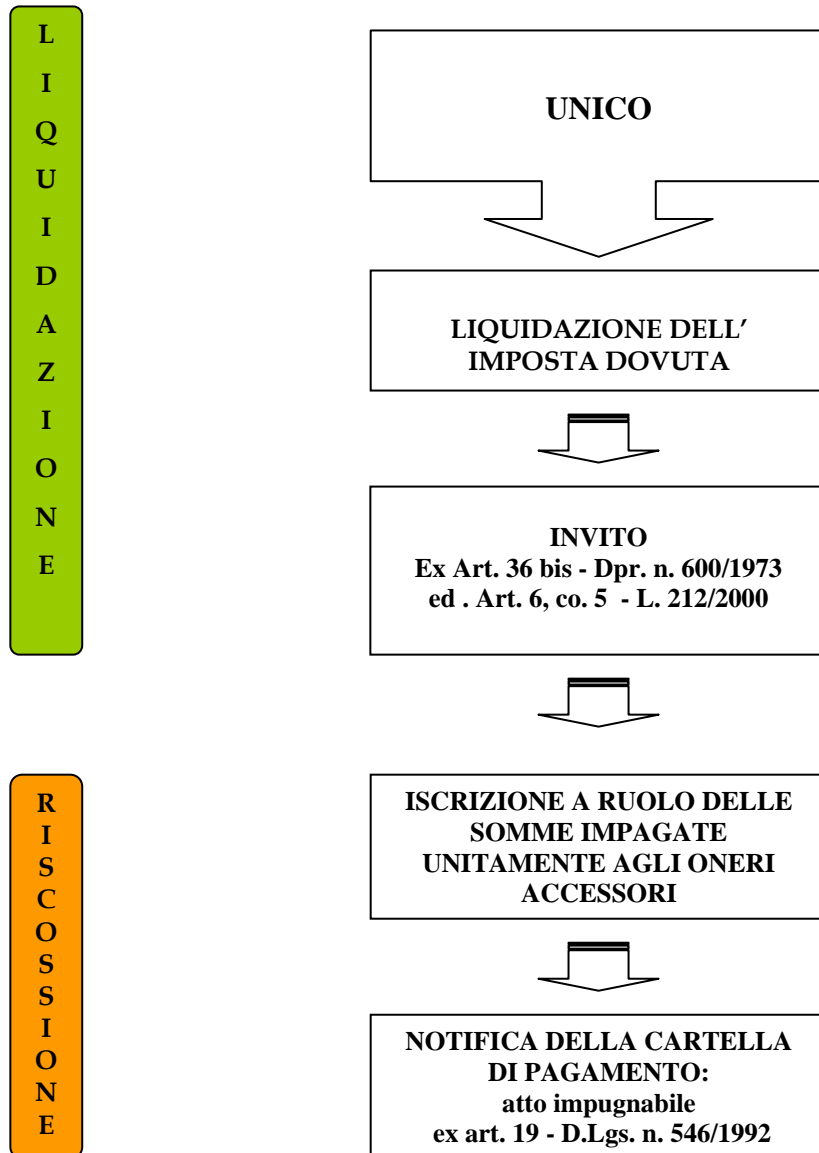 LIQUIDAZIONE
UNICO
LIQUIDAZIONE DELL'
IMPOSTA DOVUTA
INVITO
Ex Art. 36 bis - Dpr. n. 600/1973
ed . Art. 6, co. 5 - L. 212/2000
RISCOSSIONE
ISCRIZIONE A RUOLO DELLE
SOMME IMPAGATE
UNITAMENTE AGLI ONERI
ACCESSORI
NOTIFICA DELLA CARTELLA
DI PAGAMENTO:
atto impugnabile
ex art. 19 - D.Lgs. n. 546/1992